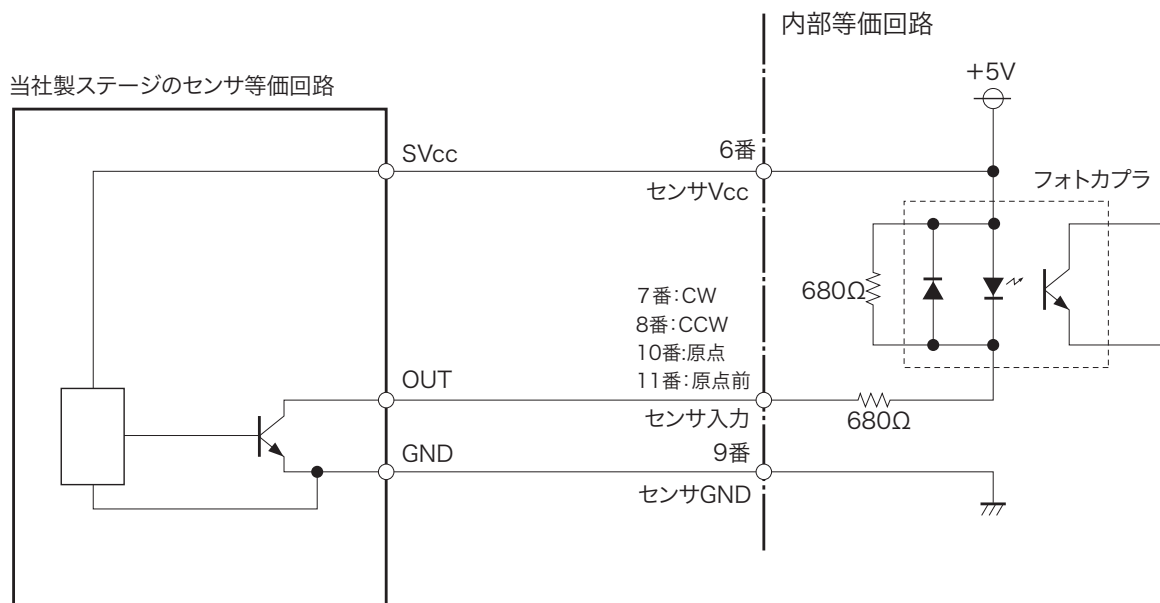 内部等価回路
当社製ステージのセンサ等価回路
+5V
SVcc
6番
センサVcc
フォトカプラ
680Ω
7番:CW
8番:CCW
10番:原点
11番:原点前
OUT
センサ入力
680Ω
GND
9番
センサGND